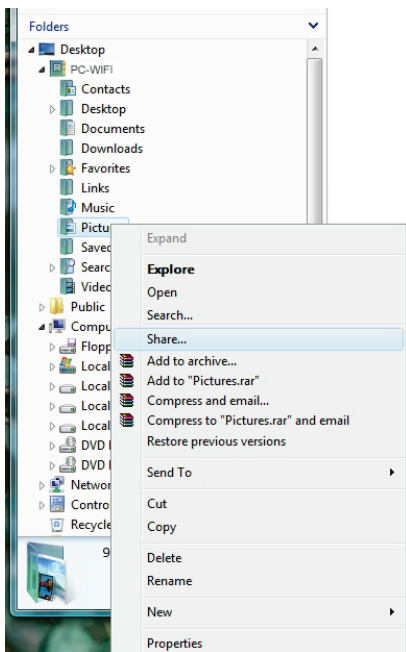 Folders
Desktop
PC-WIFI
Contacts
Desktop
Documents
Downloads
Favorites
Links
Music
Pictu
Saved
Searc
Videc
Public
Compu
Flopp
Local
Local
Local
Local
DVD
DVD
Networ
Contro
Recycle
9
Expand
Explore
Open
Search...
Share...
Add to archive...
Add to "Pictures.rar"
Compress and email...
Compress to "Pictures.rar" and email
Restore previous versions
Send To
Cut
Copy
Delete
Rename
New
Properties